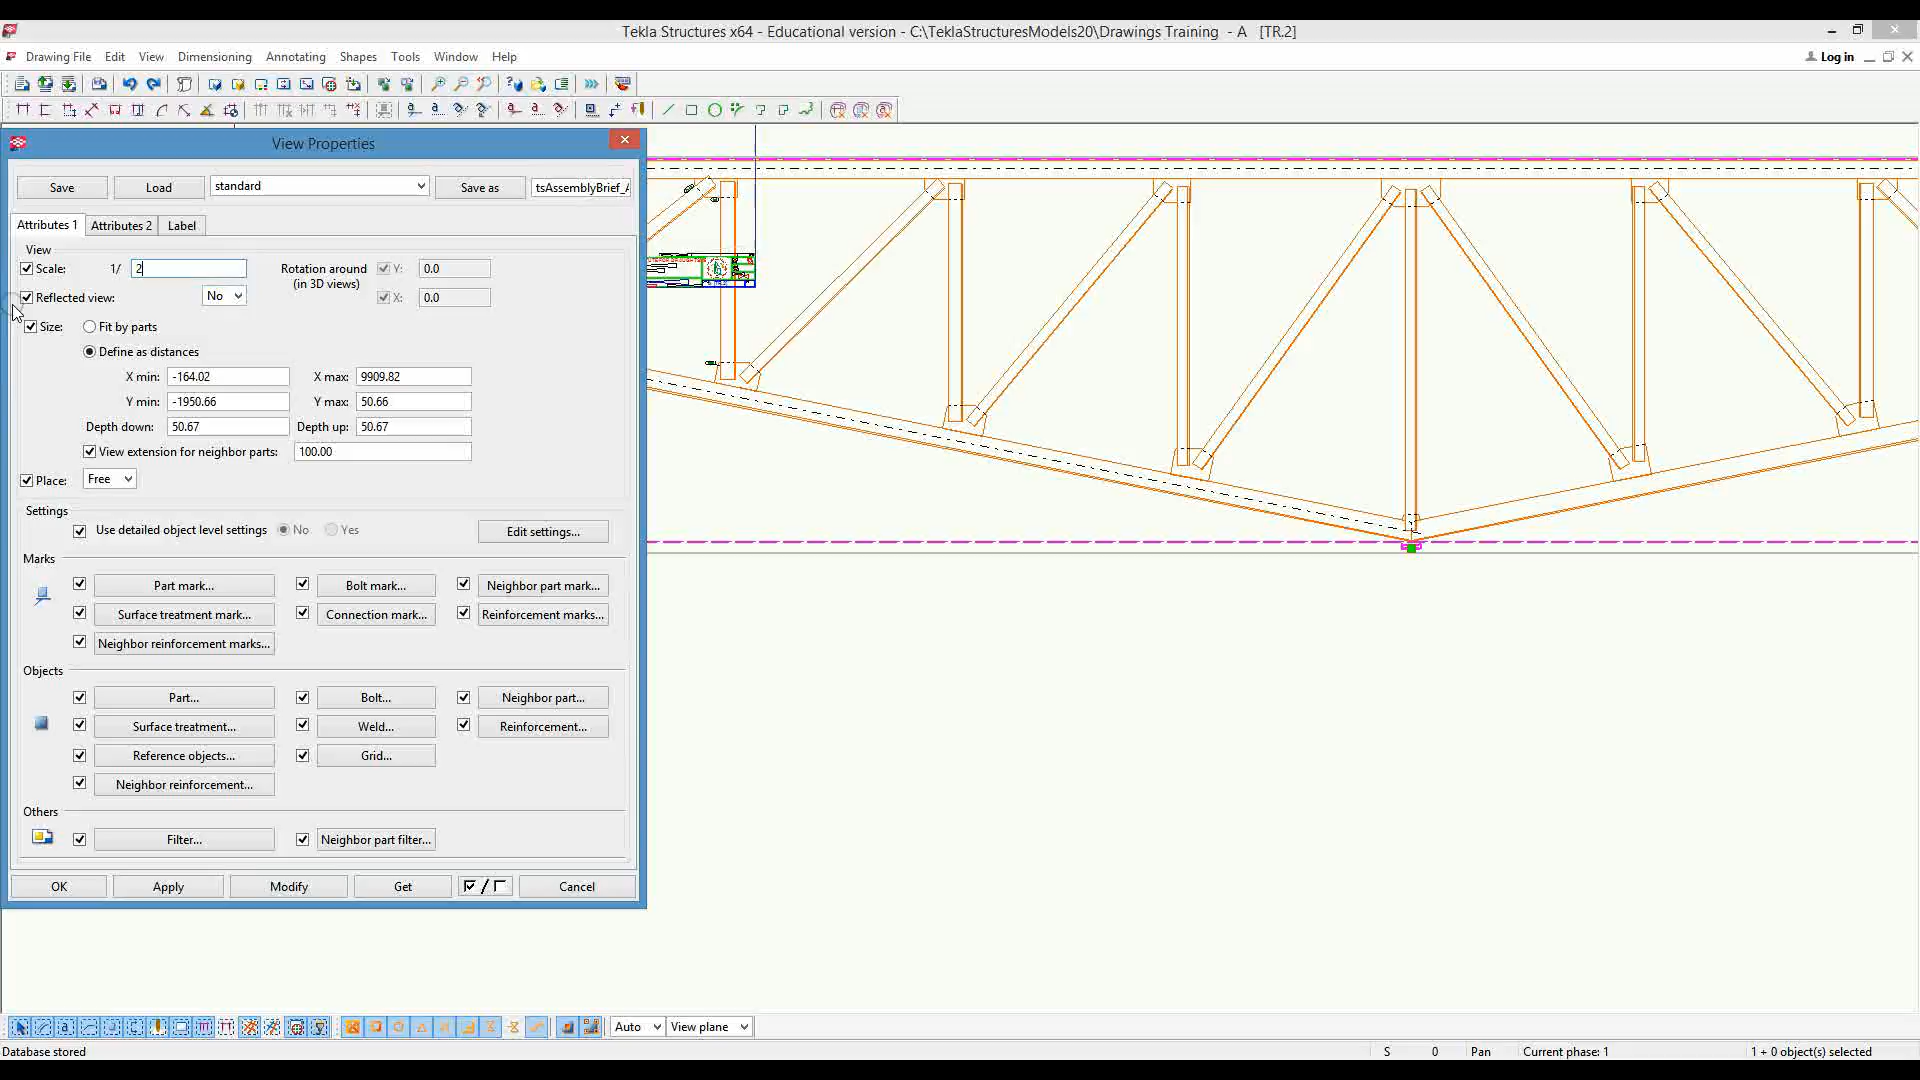 Tekla Structures x64 - Educational version - C:\TeklaStructuresModels20\Drawings Training - A [TR.2]
Drawing File Edit View Dimensioning Annotating Shapes Tools Window Help
Log in
View Properties
Save Load standard Save as tsAssemblyBrief_A
Attributes 1 Attributes 2 Label
View
Scale: 1/ 2 Rotation around Y: 0.0
(in 3D views)
Reflected view: No X: 0.0
Size: Fit by parts
Define as distances
X min: -164.02 X max: 9909.82
Y min: -1950.66 Y max: 50.66
Depth down: 50.67 Depth up: 50.67
View extension for neighbor parts: 100.00
Place: Free
Settings
Use detailed object level settings No Yes Edit settings...
Marks
Part mark... Bolt mark... Neighbor part mark...
Surface treatment mark... Connection mark... Reinforcement marks...
Neighbor reinforcement marks...
Objects
Part... Bolt... Neighbor part...
Surface treatment... Weld... Reinforcement...
Reference objects... Grid...
Neighbor reinforcement...
Others
Filter... Neighbor part filter...
OK Apply Modify Get / Cancel
Auto View plane
Database stored S 0 Pan Current phase: 1 1 + 0 object(s) selected